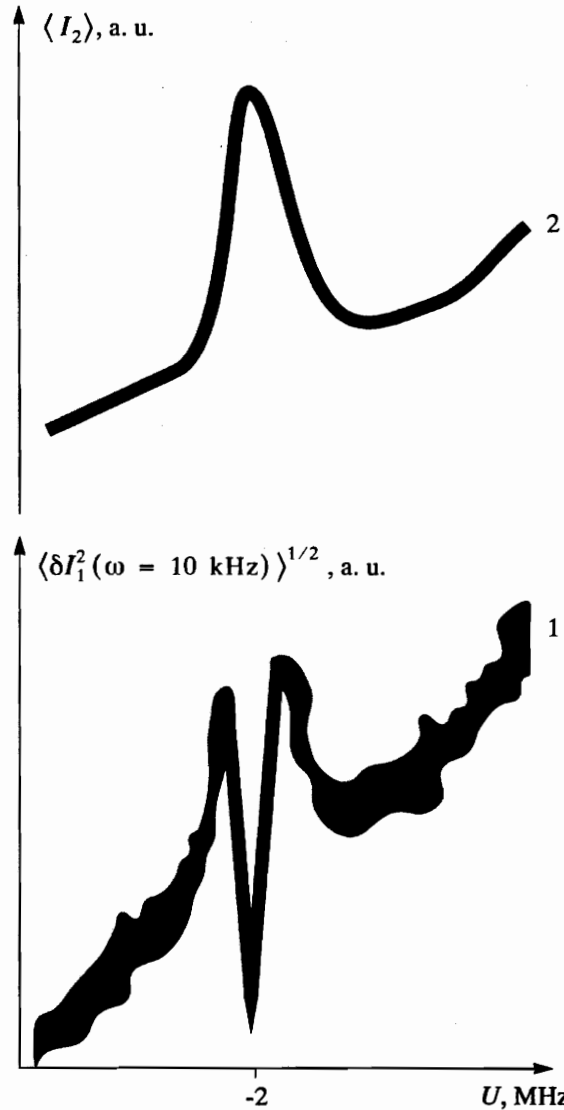 ⟨I₂⟩, a. u.
2
⟨δI₁²(ω = 10 kHz)⟩^{1/2}, a. u.
1
-2
U, MHz